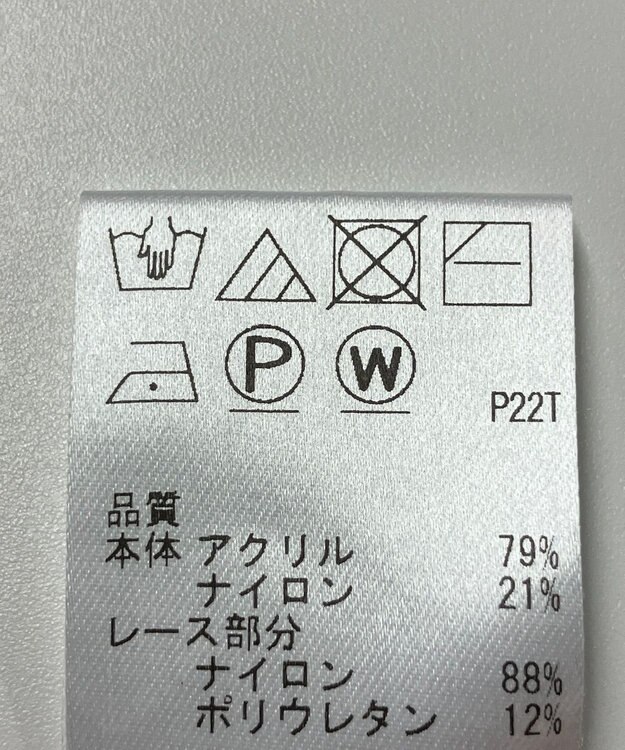 P W
P22T
品質
本体 アクリル 79%
ナイロン 21%
レース部分
ナイロン 88%
ポリウレタン 12%